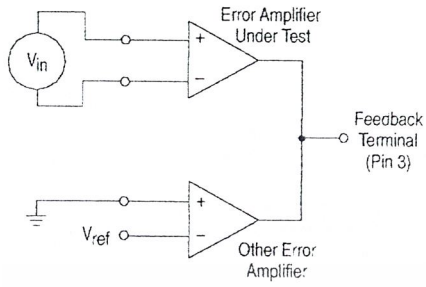 Error Amplifier
Under Test
Vin
+
−
Feedback
Terminal
(Pin 3)
+
Vref
−
Other Error
Amplifier